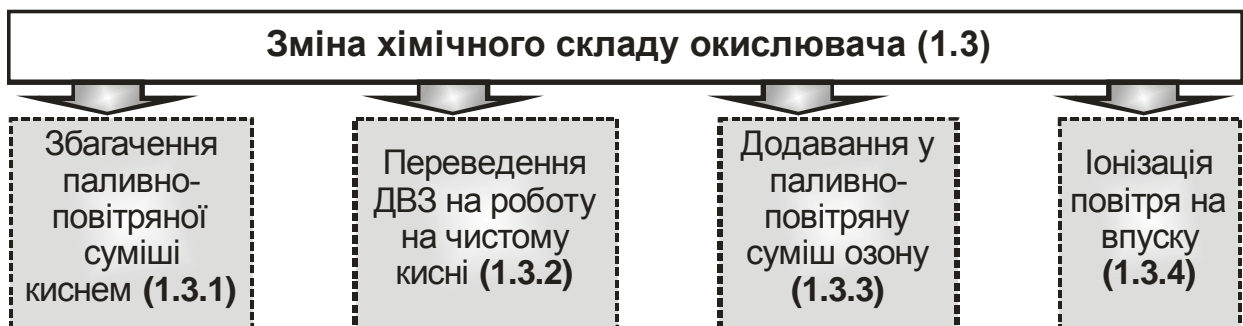 Зміна хімічного складу окислювача (1.3)
Збагачення
паливно-
повітряної
суміші
киснем (1.3.1)
Переведення
ДВЗ на роботу
на чистому
кисні (1.3.2)
Додавання у
паливно-
повітряну
суміш озону
(1.3.3)
Іонізація
повітря на
впуску
(1.3.4)